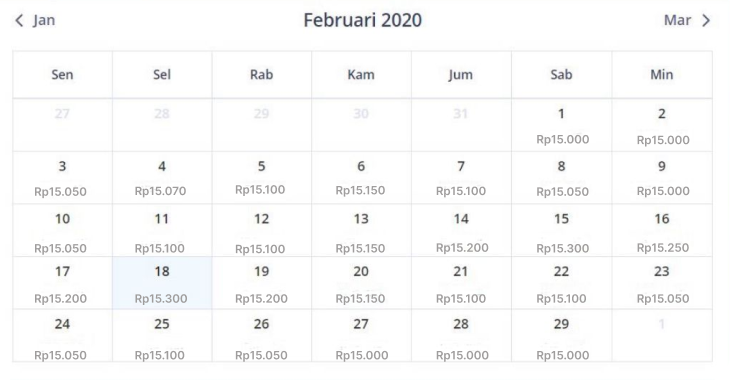 Jan Februari 2020 Mar
Sen Sel Rab Kam Jum Sab Min
27 28 29 30 31 1 2
Rp15.000 Rp15.000
3 4 5 6 7 8 9
Rp15.050 Rp15.070 Rp15.100 Rp15.150 Rp15.100 Rp15.050 Rp15.000
10 11 12 13 14 15 16
Rp15.050 Rp15.100 Rp15.100 Rp15.150 Rp15.200 Rp15.300 Rp15.250
17 18 19 20 21 22 23
Rp15.200 Rp15.300 Rp15.200 Rp15.150 Rp15.100 Rp15.100 Rp15.050
24 25 26 27 28 29 1
Rp15.050 Rp15.100 Rp15.050 Rp15.000 Rp15.000 Rp15.000